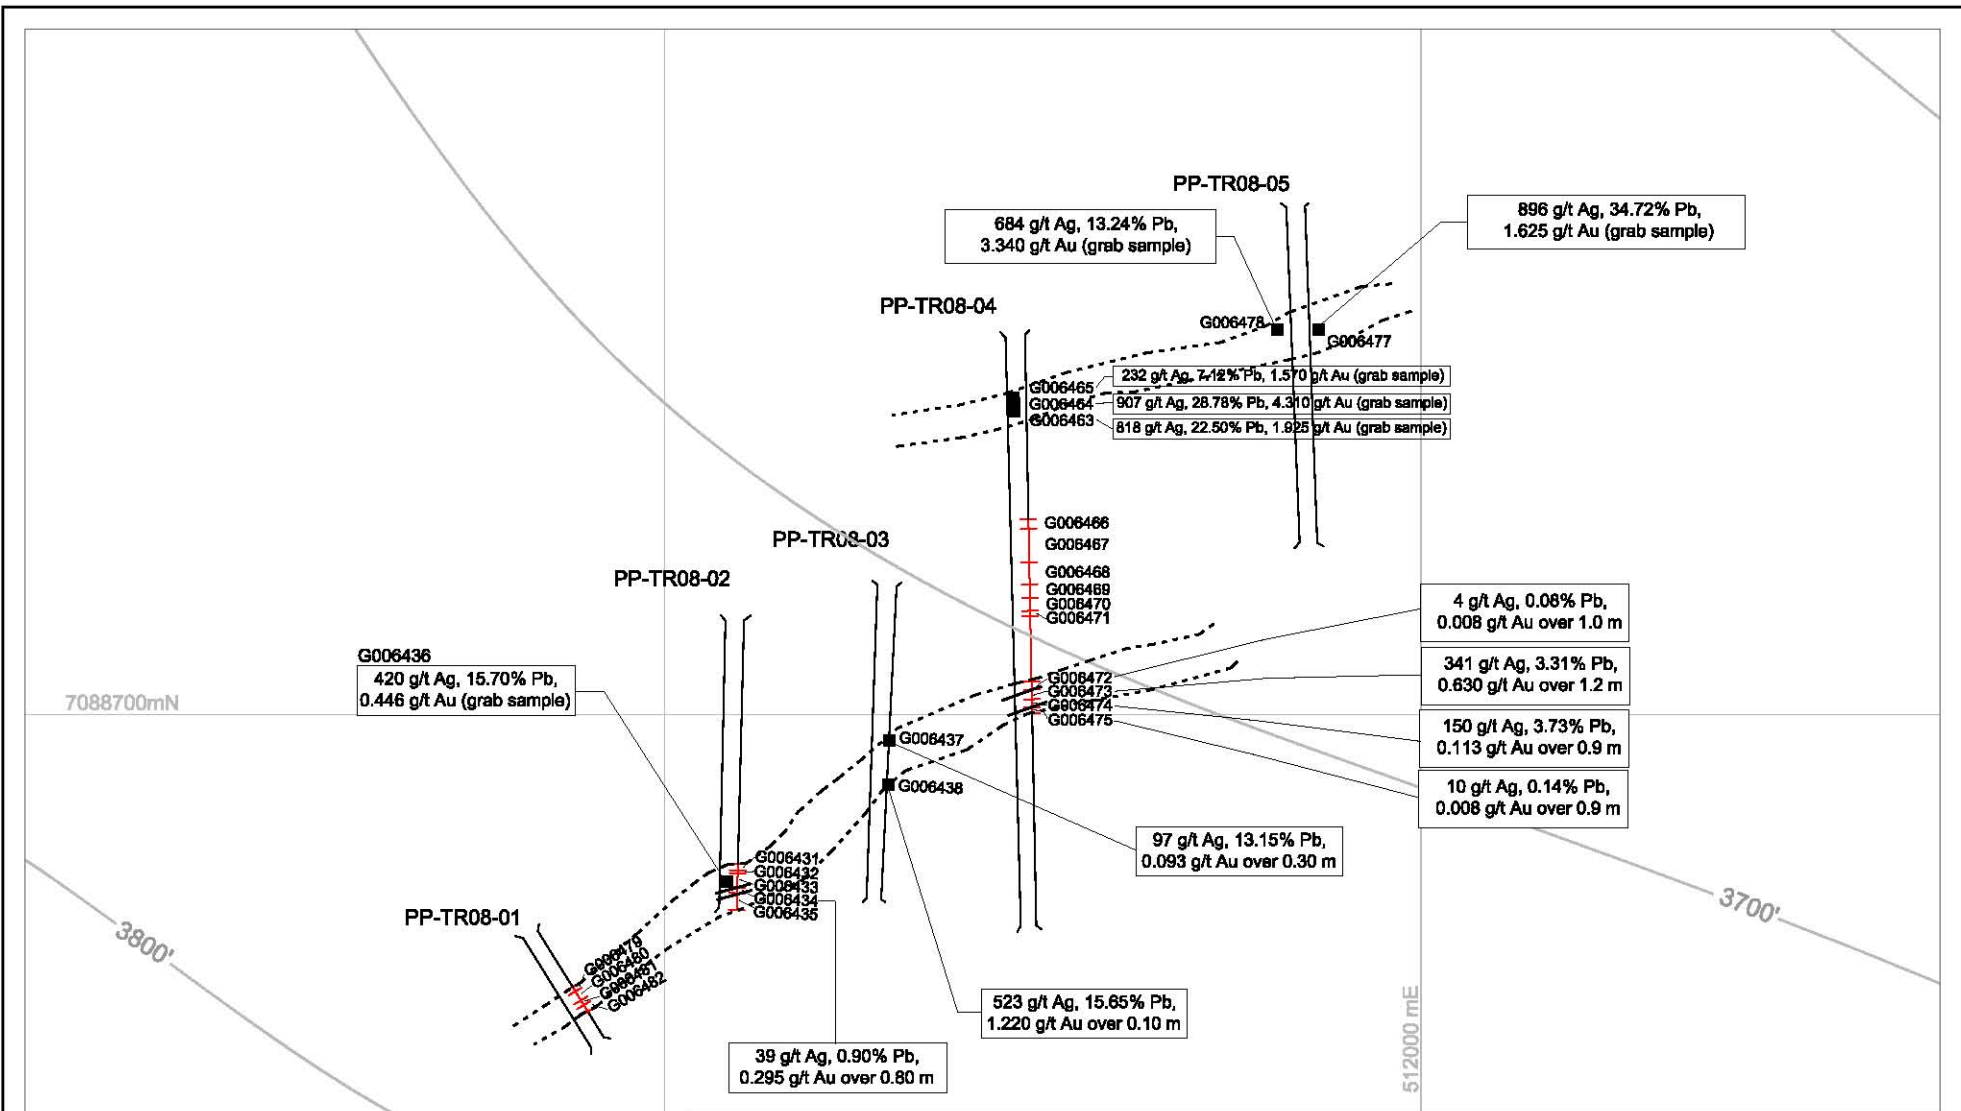 PP-TR08-05
684 g/t Ag, 13.24% Pb,
3.340 g/t Au (grab sample)
896 g/t Ag, 34.72% Pb,
1.625 g/t Au (grab sample)
PP-TR08-04
G006478
G006477
G006465
232 g/t Ag, 7.12% Pb, 1.570 g/t Au (grab sample)
G006464
907 g/t Ag, 28.78% Pb, 4.310 g/t Au (grab sample)
G006463
818 g/t Ag, 22.50% Pb, 1.925 g/t Au (grab sample)
G006466
PP-TR08-03
G006467
G006468
PP-TR08-02
G006469
G006470
G006471
4 g/t Ag, 0.08% Pb,
0.008 g/t Au over 1.0 m
G006436
420 g/t Ag, 15.70% Pb,
0.446 g/t Au (grab sample)
G006472
G006473
G006474
G006475
341 g/t Ag, 3.31% Pb,
0.630 g/t Au over 1.2 m
7088700mN
150 g/t Ag, 3.73% Pb,
0.113 g/t Au over 0.9 m
G006437
G006438
10 g/t Ag, 0.14% Pb,
0.008 g/t Au over 0.9 m
97 g/t Ag, 13.15% Pb,
0.093 g/t Au over 0.30 m
G006431
G006432
G006433
G006434
G006435
PP-TR08-01
3800'
3700'
G006479
G006480
G006481
G006482
523 g/t Ag, 15.65% Pb,
1.220 g/t Au over 0.10 m
39 g/t Ag, 0.90% Pb,
0.295 g/t Au over 0.80 m
512000 mE